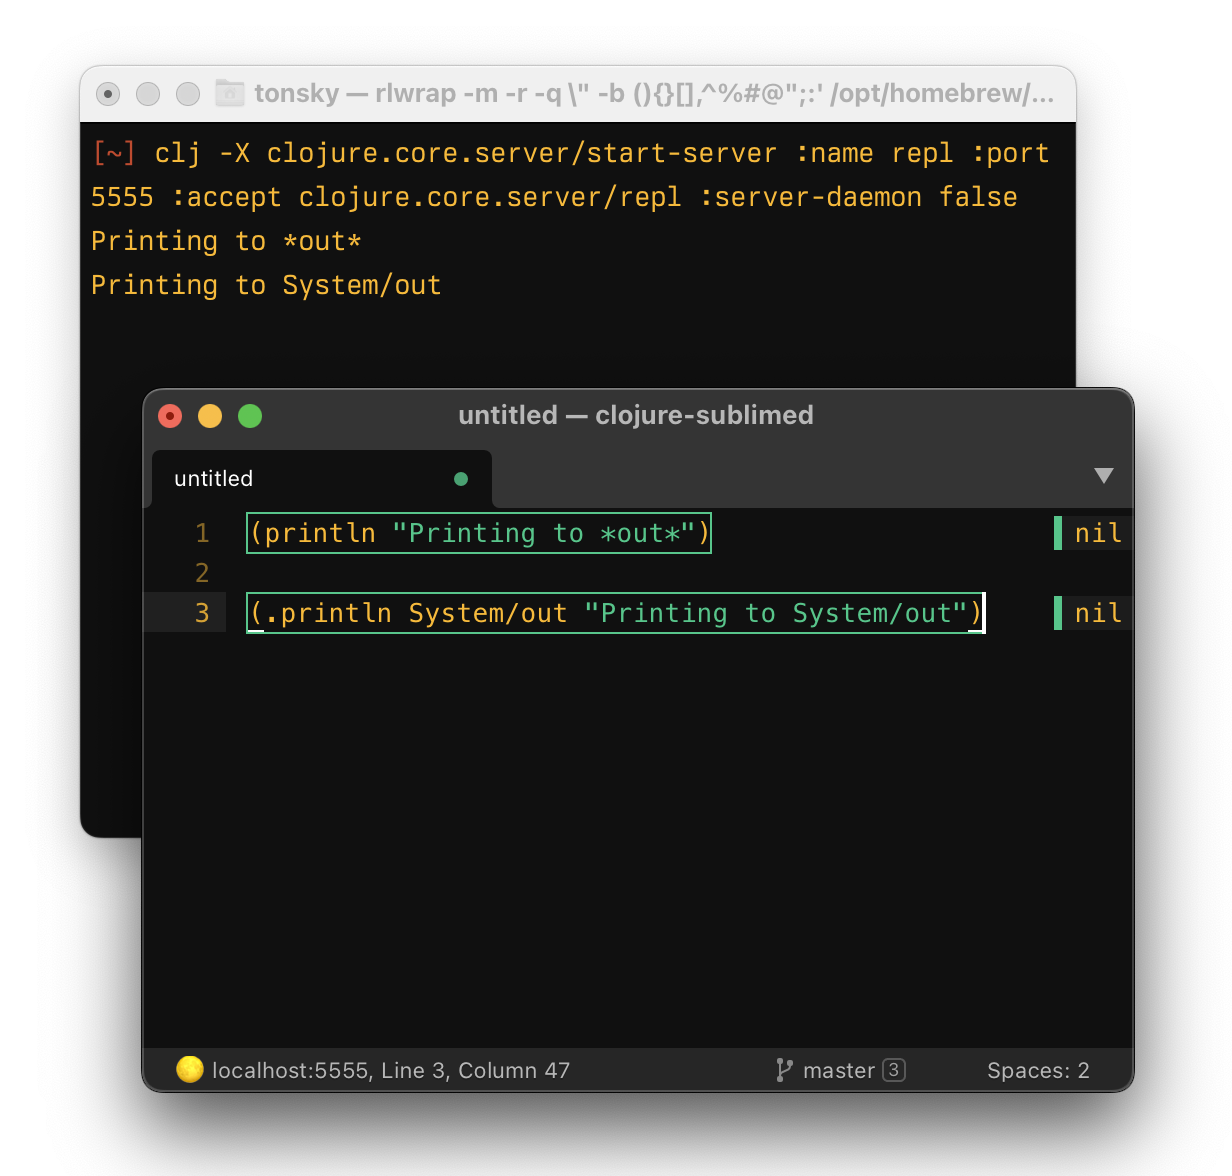 tonsky — rlwrap -m -r -q \" -b (){}[],^%#@";:' /opt/homebrew/...
[~] clj -X clojure.core.server/start-server :name repl :port
5555 :accept clojure.core.server/repl :server-daemon false
Printing to *out*
Printing to System/out
untitled — clojure-sublimed
untitled
1 (println "Printing to *out*") nil
2
3 (.println System/out "Printing to System/out") nil
localhost:5555, Line 3, Column 47 master 3 Spaces: 2